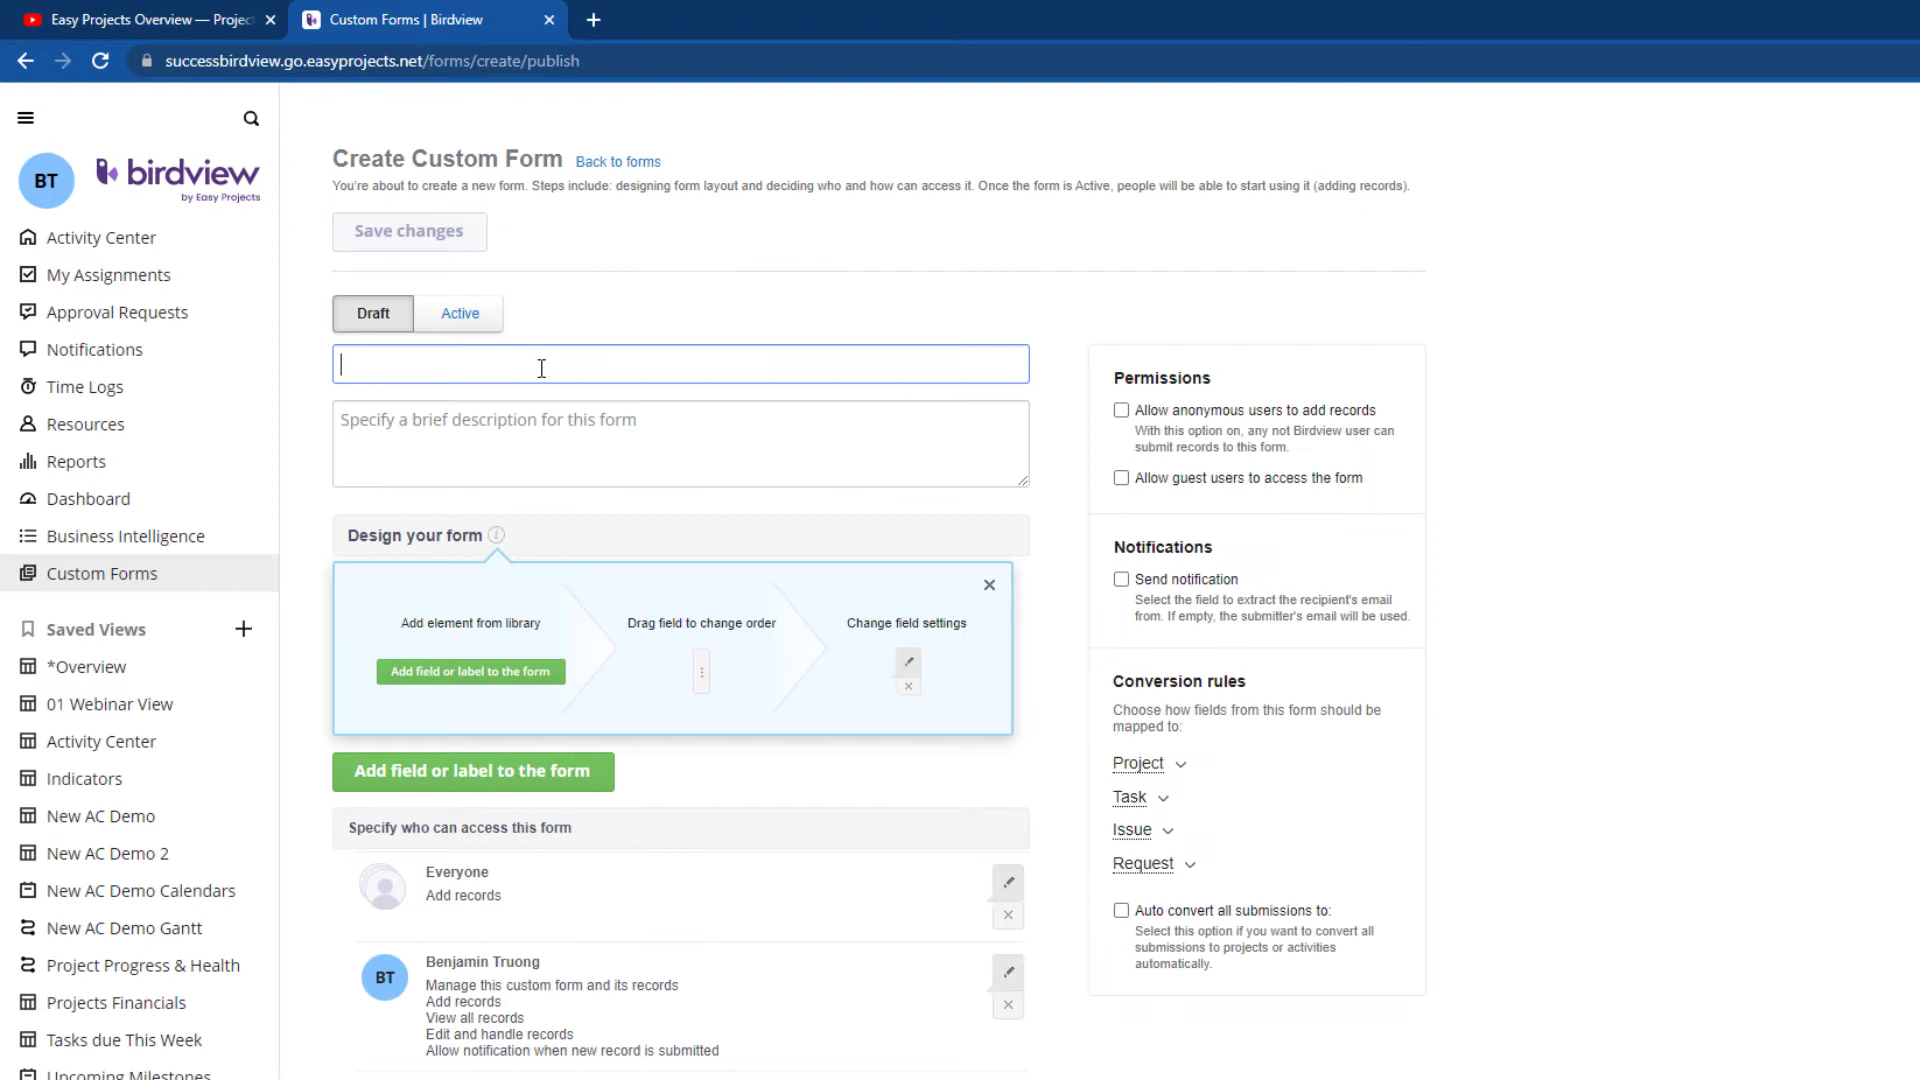 Easy Projects Overview — Projec
Custom Forms | Birdview
successbirdview.go.easyprojects.net/forms/create/publish
BT
birdview
by Easy Projects
Activity Center
My Assignments
Approval Requests
Notifications
Time Logs
Resources
Reports
Dashboard
Business Intelligence
Custom Forms
Saved Views
*Overview
01 Webinar View
Activity Center
Indicators
New AC Demo
New AC Demo 2
New AC Demo Calendars
New AC Demo Gantt
Project Progress & Health
Projects Financials
Tasks due This Week
Upcoming Milestones
Create Custom Form Back to forms
You're about to create a new form. Steps include: designing form layout and deciding who and how can access it. Once the form is Active, people will be able to start using it (adding records).
Save changes
Draft Active
Specify a brief description for this form
Design your form
Add element from library
Add field or label to the form
Drag field to change order
Change field settings
Add field or label to the form
Specify who can access this form
Everyone
Add records
BT
Benjamin Truong
Manage this custom form and its records
Add records
View all records
Edit and handle records
Allow notification when new record is submitted
Permissions
Allow anonymous users to add records
With this option on, any not Birdview user can
submit records to this form.
Allow guest users to access the form
Notifications
Send notification
Select the field to extract the recipient's email
from. If empty, the submitter's email will be used.
Conversion rules
Choose how fields from this form should be
mapped to:
Project
Task
Issue
Request
Auto convert all submissions to:
Select this option if you want to convert all
submissions to projects or activities
automatically.